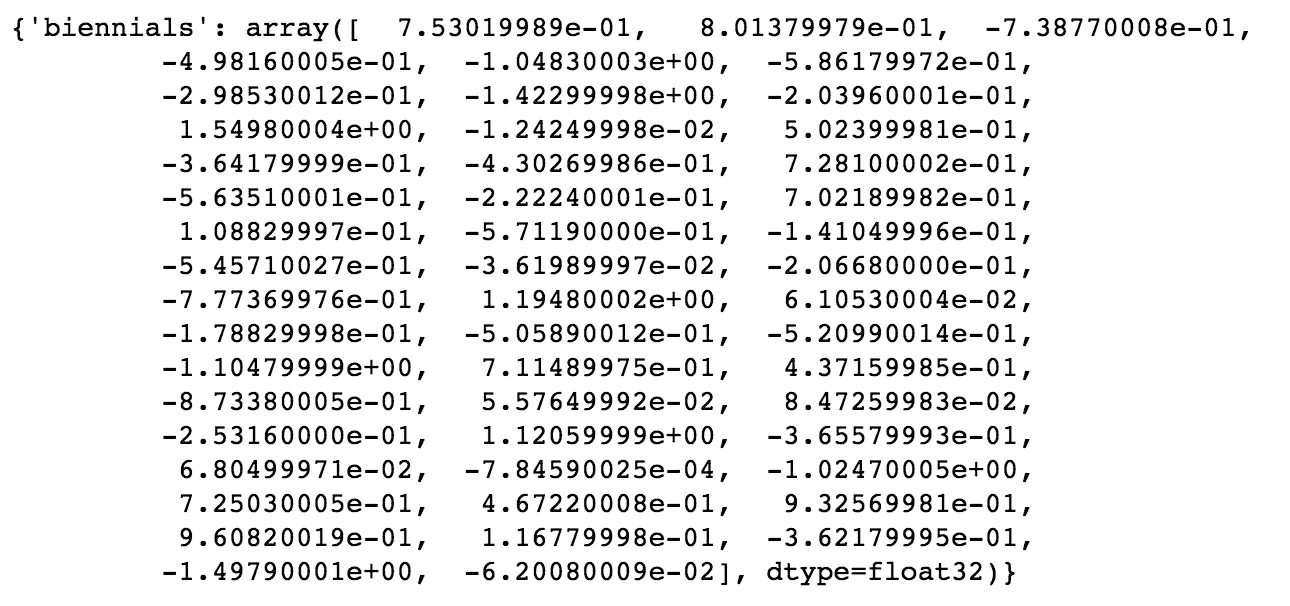 {'biennials': array([  7.53019989e-01,   8.01379979e-01,  -7.38770008e-01,
        -4.98160005e-01,  -1.04830003e+00,  -5.86179972e-01,
        -2.98530012e-01,  -1.42299998e+00,  -2.03960001e-01,
         1.54980004e+00,  -1.24249998e-02,   5.02399981e-01,
        -3.64179999e-01,  -4.30269986e-01,   7.28100002e-01,
        -5.63510001e-01,  -2.22240001e-01,   7.02189982e-01,
         1.08829997e-01,  -5.71190000e-01,  -1.41049996e-01,
        -5.45710027e-01,  -3.61989997e-02,  -2.06680000e-01,
        -7.77369976e-01,   1.19480002e+00,   6.10530004e-02,
        -1.78829998e-01,  -5.05890012e-01,  -5.20990014e-01,
        -1.10479999e+00,   7.11489975e-01,   4.37159985e-01,
        -8.73380005e-01,   5.57649992e-02,   8.47259983e-02,
        -2.53160000e-01,   1.12059999e+00,  -3.65579993e-01,
         6.80499971e-02,  -7.84590025e-04,  -1.02470005e+00,
         7.25030005e-01,   4.67220008e-01,   9.32569981e-01,
         9.60820019e-01,   1.16779998e-01,  -3.62179995e-01,
        -1.49790001e+00,  -6.20080009e-02], dtype=float32)}